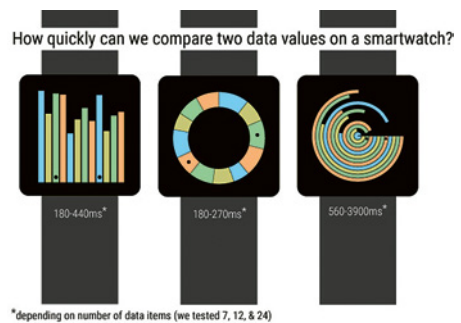 How quickly can we compare two data values on a smartwatch?
180-440ms*
180-270ms*
560-3900ms*
*depending on number of data items (we tested 7, 12, & 24)